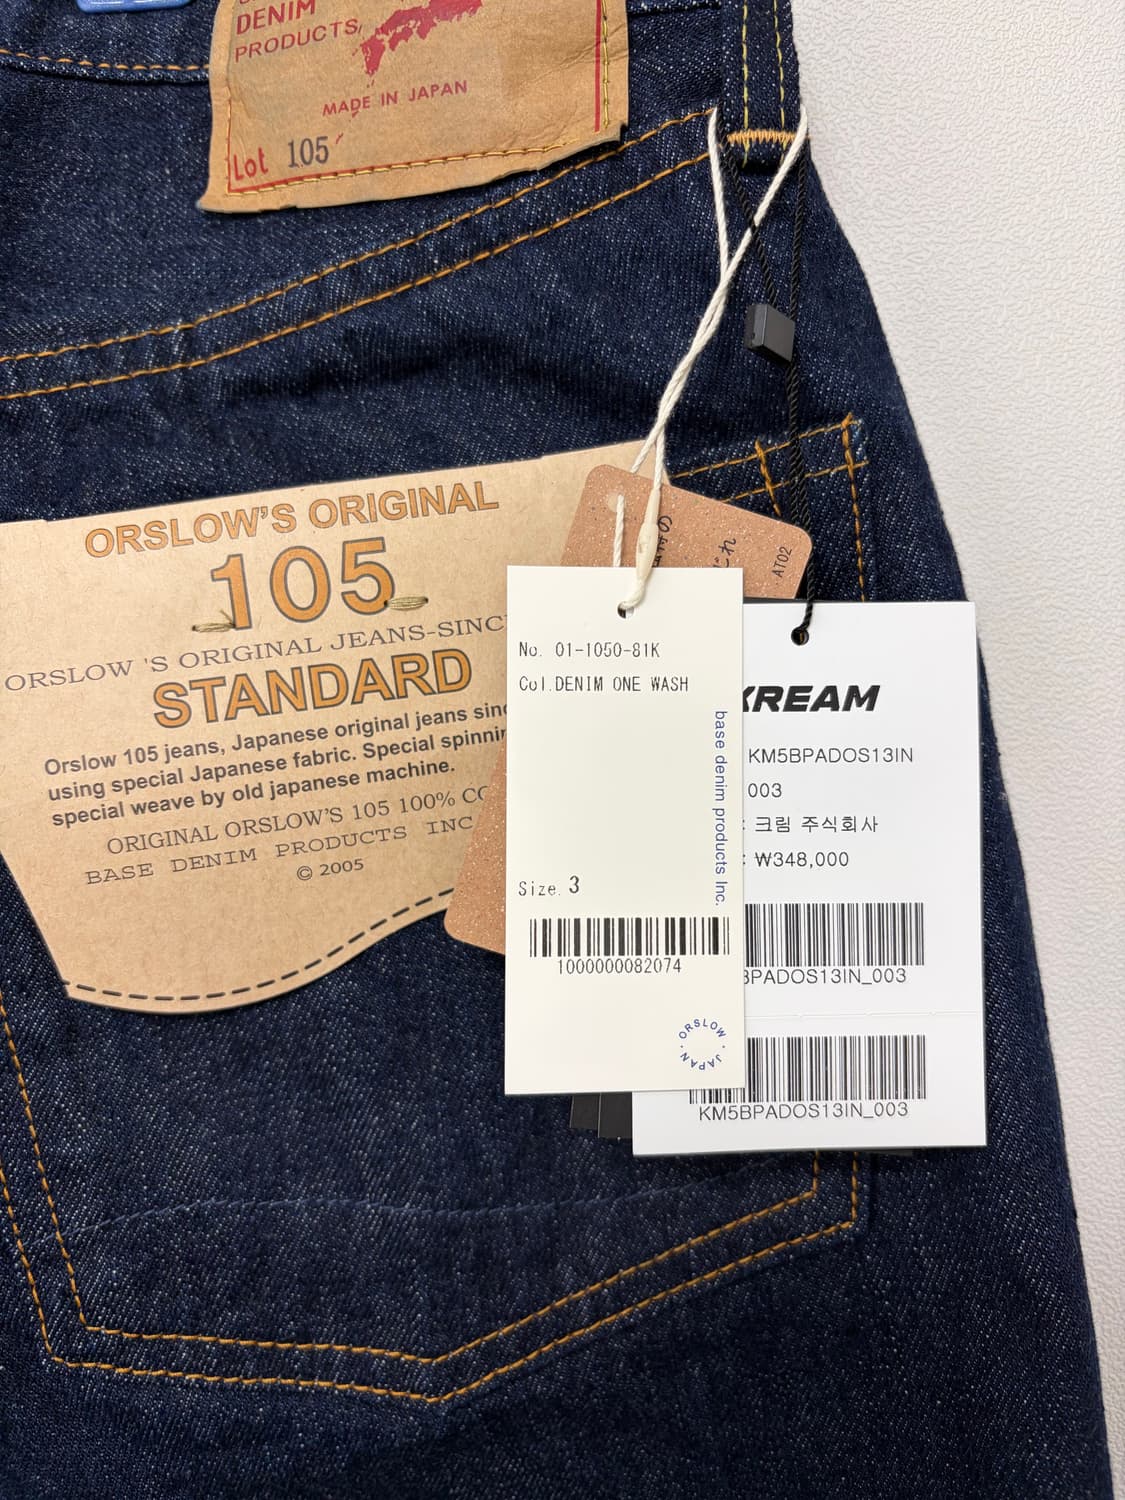 DENIM
PRODUCTS
MADE IN JAPAN
Lot 105
ORSLOW'S ORIGINAL
105
ORSLOW 'S ORIGINAL JEANS-SINC
STANDARD
Orslow 105 jeans, Japanese original jeans sinc
using special Japanese fabric. Special spinnin
special weave by old japanese machine.
ORIGINAL ORSLOW'S 105 100% CO
BASE DENIM PRODUCTS INC
© 2005
AT02
No. 01-1050-81K
Col.DENIM ONE WASH
base denim products Inc.
Size. 3
1000000082074
ORSLOW · JAPAN ·
KREAM
KM5BPADOS13IN
003
: 크림 주식회사
: ₩348,000
BPADOS13IN_003
KM5BPADOS13IN_003